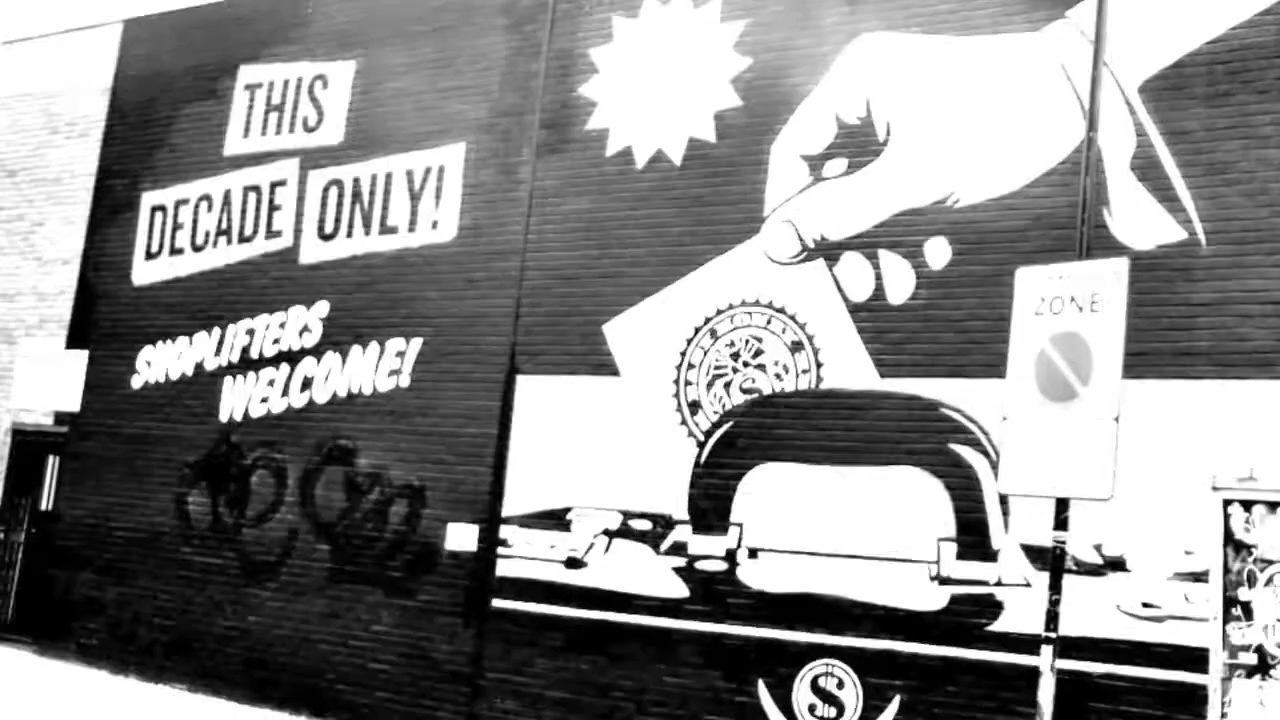 THIS
DECADE ONLY!
SHOPLIFTERS
WELCOME!
ZONE
$
$